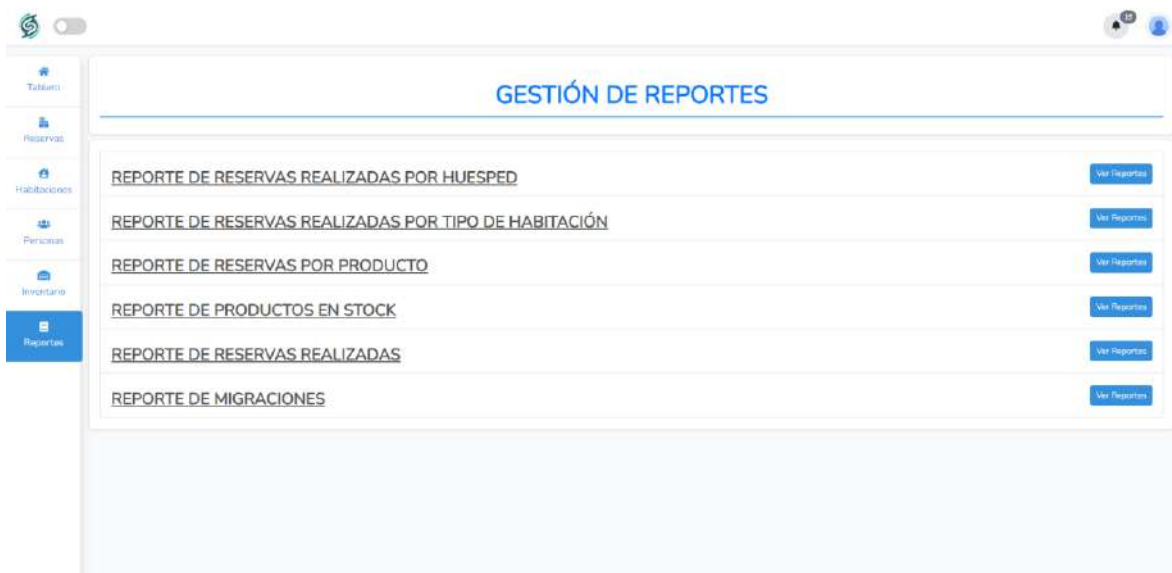 15
Tablero
Reservas
Habitaciones
Personas
Inventario
Reportes
GESTIÓN DE REPORTES
REPORTE DE RESERVAS REALIZADAS POR HUESPED
Ver Reportes
REPORTE DE RESERVAS REALIZADAS POR TIPO DE HABITACIÓN
Ver Reportes
REPORTE DE RESERVAS POR PRODUCTO
Ver Reportes
REPORTE DE PRODUCTOS EN STOCK
Ver Reportes
REPORTE DE RESERVAS REALIZADAS
Ver Reportes
REPORTE DE MIGRACIONES
Ver Reportes